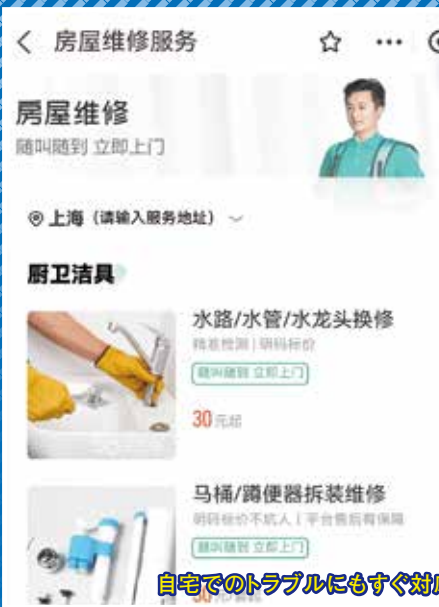 房屋维修服务
房屋维修
随叫随到 立即上门
上海（请输入服务地址）
厨卫洁具
水路/水管/水龙头换修
精准检测 | 明码标价
随叫随到 立即上门
30元起
马桶/蹲便器拆装维修
明码标价不坑人 | 平台售后有保障
随叫随到 立即上门
自宅でのトラブルにもすぐ対